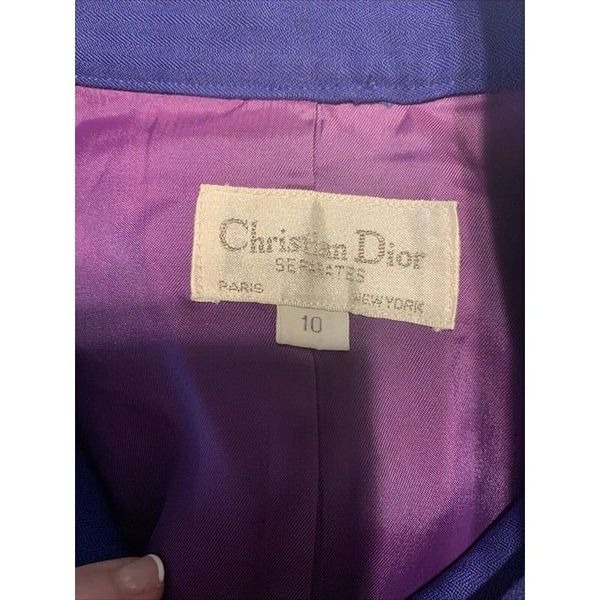 Christian Dior
SEPARATES
PARIS NEW YORK
10